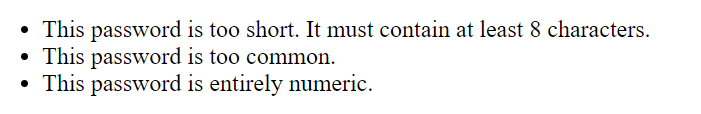 This password is too short. It must contain at least 8 characters.
This password is too common.
This password is entirely numeric.